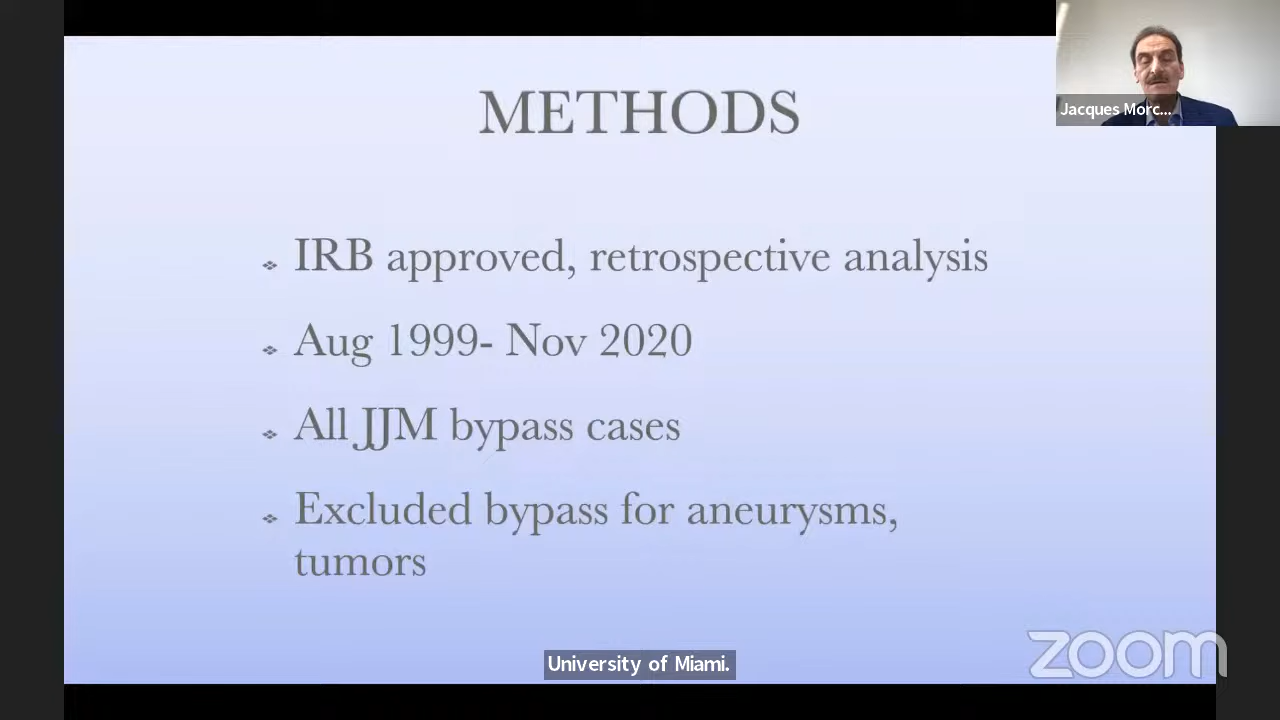 METHODS
Jacques Morc...
IRB approved, retrospective analysis
Aug 1999- Nov 2020
All JJM bypass cases
Excluded bypass for aneurysms,
tumors
zoom
University of Miami.